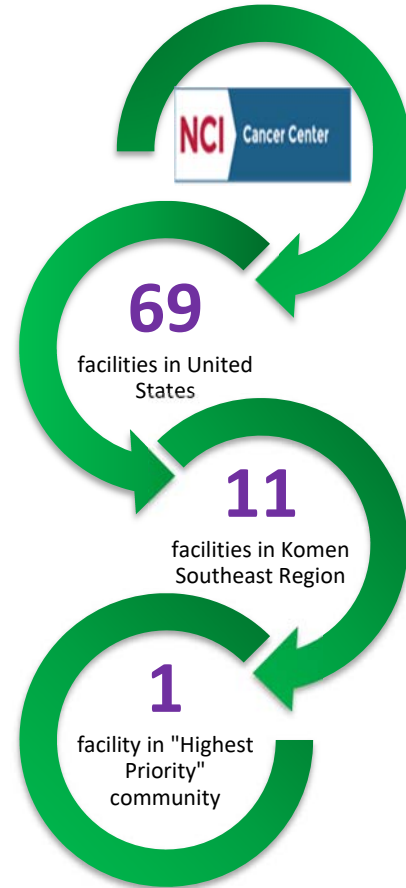 NCI Cancer Center
69
facilities in United
States
11
facilities in Komen
Southeast Region
1
facility in "Highest
Priority"
community